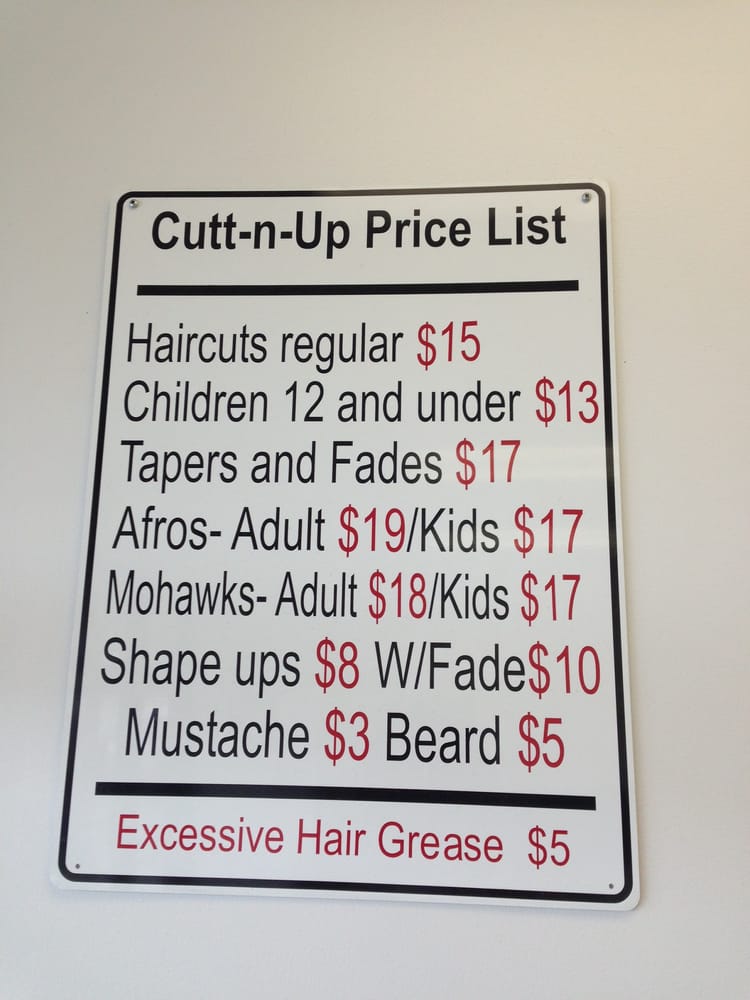 Cutt-n-Up Price List
Haircuts regular $15
Children 12 and under $13
Tapers and Fades $17
Afros- Adult $19/Kids $17
Mohawks- Adult $18/Kids $17
Shape ups $8 W/Fade$10
Mustache $3 Beard $5
Excessive Hair Grease $5